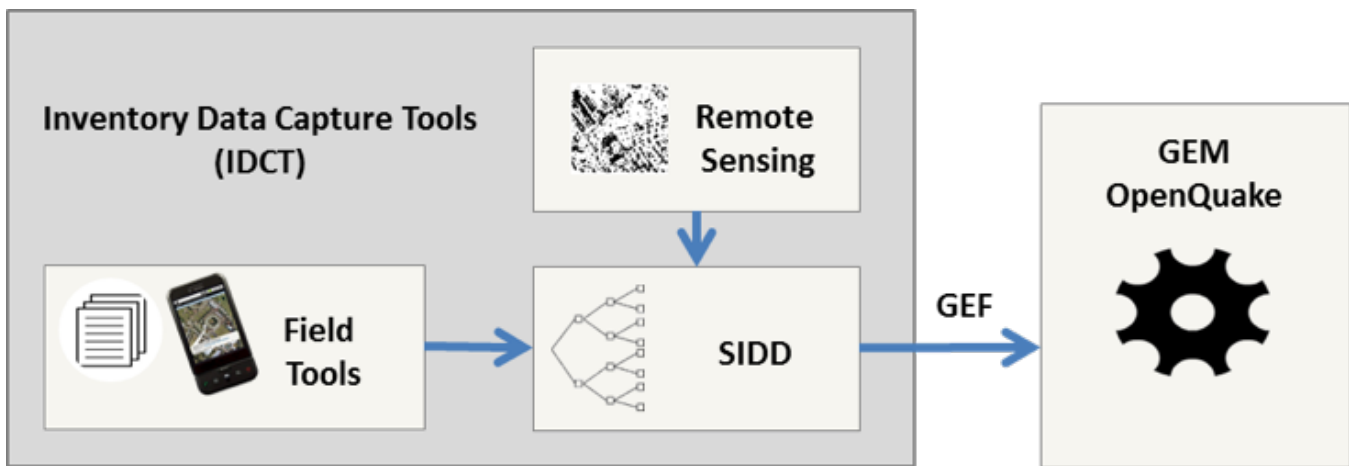 Inventory Data Capture Tools
(IDCT)
Remote
Sensing
GEM
OpenQuake
Field
Tools
SIDD
GEF